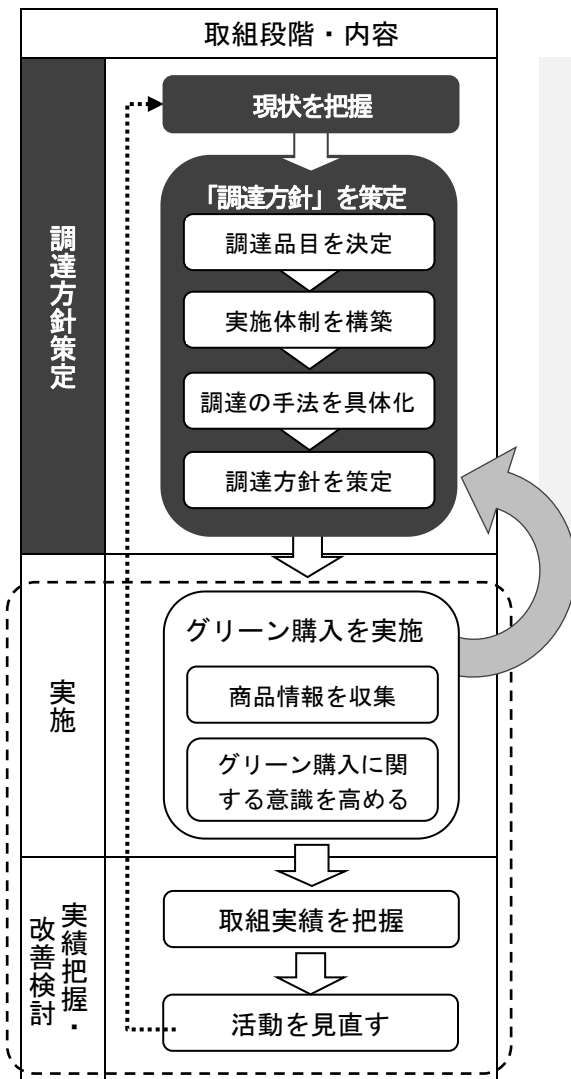 取組段階・内容
調達方針策定
現状を把握
「調達方針」を策定
調達品目を決定
実施体制を構築
調達の手法を具体化
調達方針を策定
実施
グリーン購入を実施
商品情報を収集
グリーン購入に関
する意識を高める
実績把握・
改善検討
取組実績を把握
活動を見直す